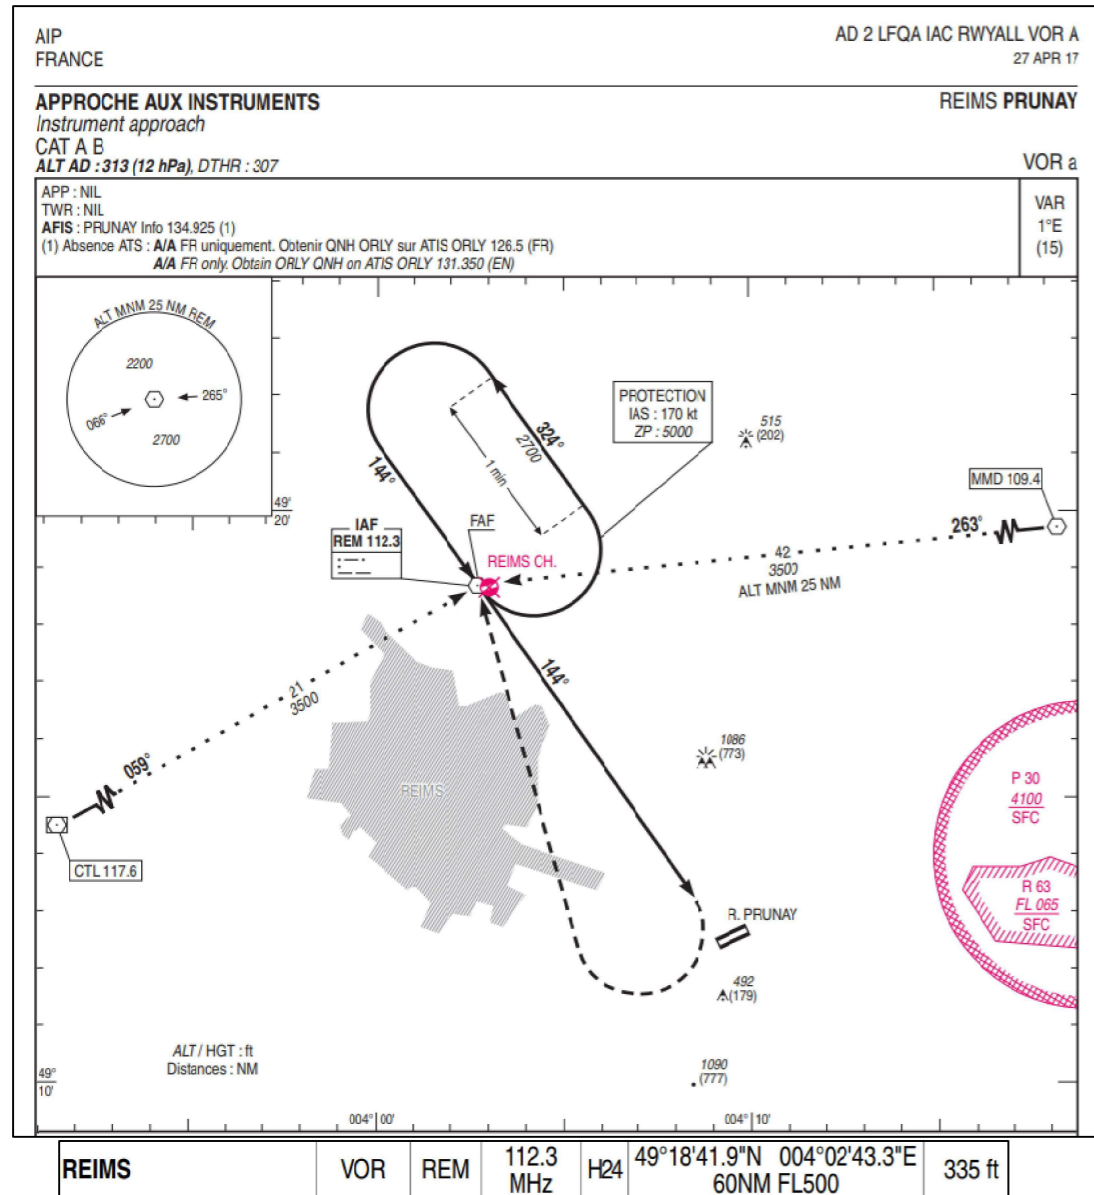 AIP
FRANCE
AD 2 LFQA IAC RWYALL VOR A
27 APR 17
APPROCHE AUX INSTRUMENTS
Instrument approach
CAT A B
ALT AD : 313 (12 hPa), DTHR : 307
REIMS PRUNAY
VOR a
APP : NIL
TWR : NIL
AFIS : PRUNAY Info 134.925 (1)
(1) Absence ATS : A/A FR uniquement. Obtenir QNH ORLY sur ATIS ORLY 126.5 (FR)
A/A FR only. Obtain ORLY QNH on ATIS ORLY 131.350 (EN)
VAR
1°E
(15)
ALT MNM 25 NM REM
2200
265°
066°
2700
PROTECTION
IAS : 170 kt
ZP : 5000
515
(202)
324°
2700
1 min
144°
MMD 109.4
49°
20'
IAF
REM 112.3
FAF
REIMS CH.
263°
42
3500
ALT MNM 25 NM
144°
21
3500
059°
1086
(773)
REIMS
P 30
4100
SFC
CTL 117.6
R 63
FL 065
SFC
R. PRUNAY
492
(179)
ALT / HGT : ft
Distances : NM
1090
(777)
49°
10'
004° 00'
004° 10'
REIMS VOR REM 112.3 MHz H24 49°18'41.9"N 004°02'43.3"E 335 ft
60NM FL500